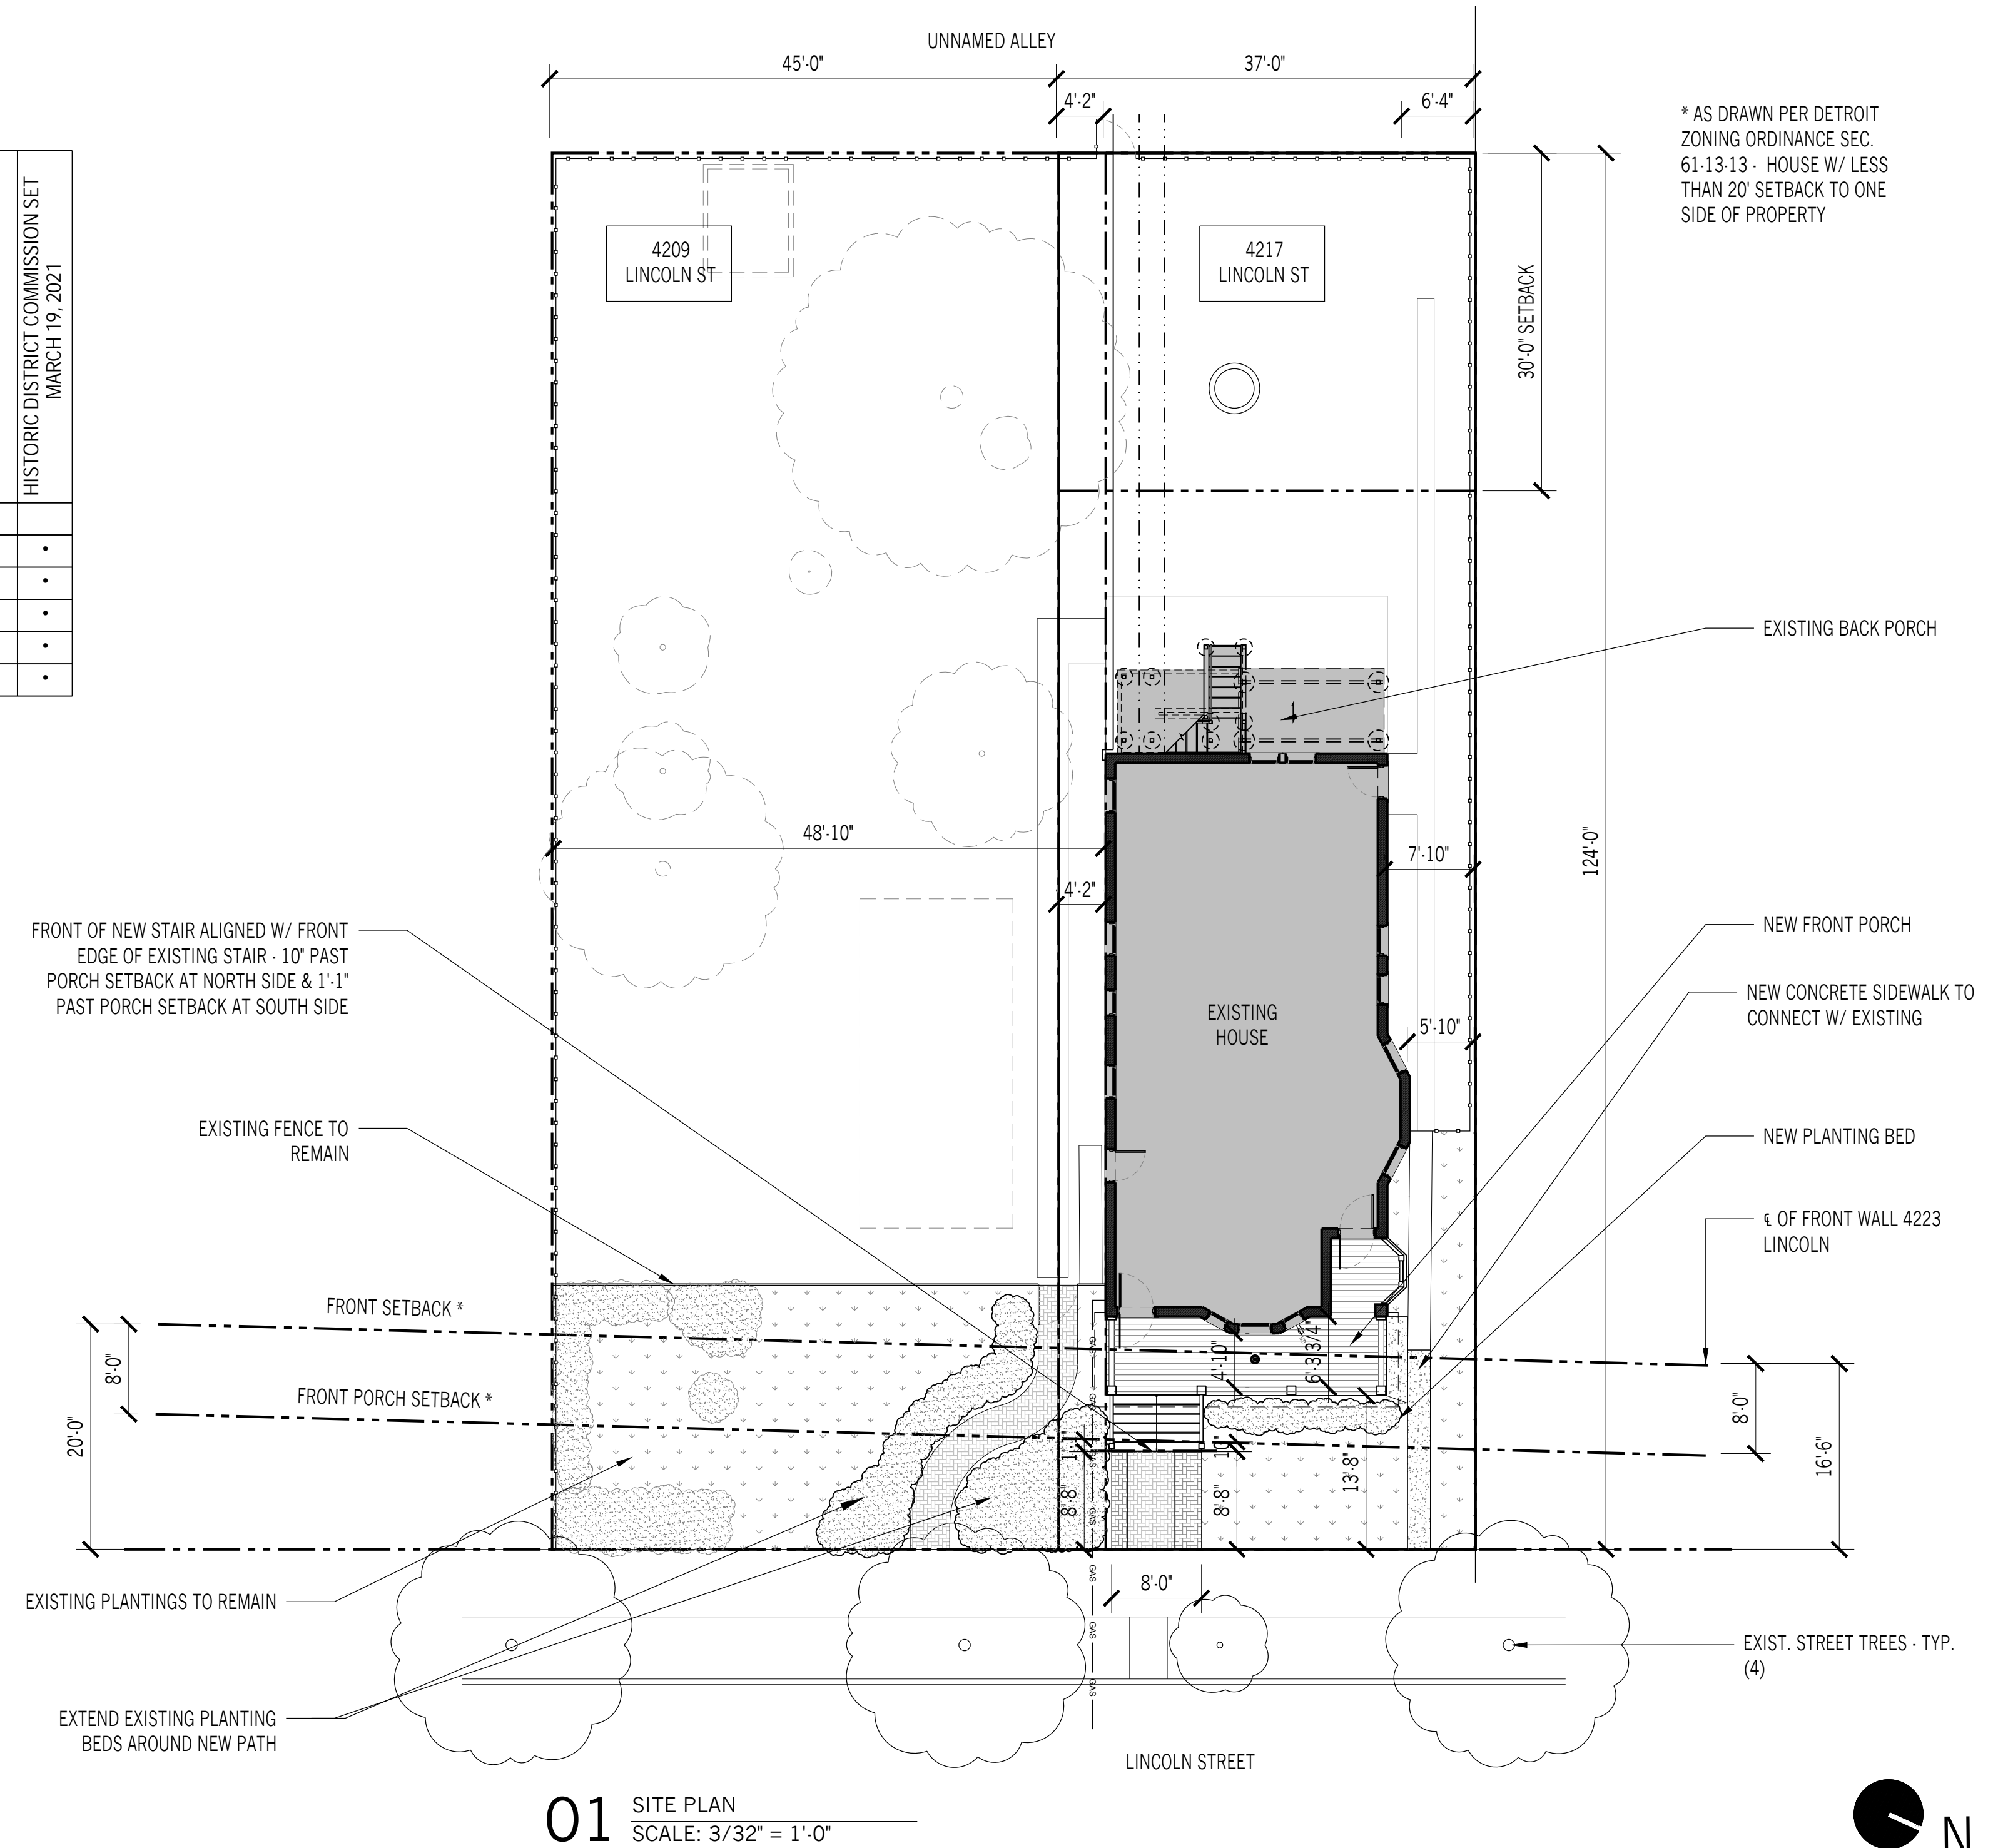 UNNAMED ALLEY
45'-0"
37'-0"
4'-2"
6'-4"
* AS DRAWN PER DETROIT
ZONING ORDINANCE SEC.
61-13-13 - HOUSE W/ LESS
THAN 20' SETBACK TO ONE
SIDE OF PROPERTY
HISTORIC DISTRICT COMMISSION SET
MARCH 19, 2021
4209
LINCOLN ST
4217
LINCOLN ST
30'-0" SETBACK
EXISTING BACK PORCH
48'-10"
7'-10"
124'-0"
4'-2"
FRONT OF NEW STAIR ALIGNED W/ FRONT
EDGE OF EXISTING STAIR - 10" PAST
PORCH SETBACK AT NORTH SIDE & 1'-1"
PAST PORCH SETBACK AT SOUTH SIDE
NEW FRONT PORCH
NEW CONCRETE SIDEWALK TO
CONNECT W/ EXISTING
EXISTING
HOUSE
5'-10"
EXISTING FENCE TO
REMAIN
NEW PLANTING BED
℄ OF FRONT WALL 4223
LINCOLN
FRONT SETBACK *
8'-0"
20'-0"
FRONT PORCH SETBACK *
4'-10"
6'-3 3/4"
8'-0"
16'-6"
10"
13'-8"
8'-8"
8'-8"
GAS
GAS
GAS
GAS
GAS
GAS
GAS
GAS
8'-0"
EXISTING PLANTINGS TO REMAIN
EXIST. STREET TREES - TYP.
(4)
EXTEND EXISTING PLANTING
BEDS AROUND NEW PATH
LINCOLN STREET
01
SITE PLAN
SCALE: 3/32" = 1'-0"
N